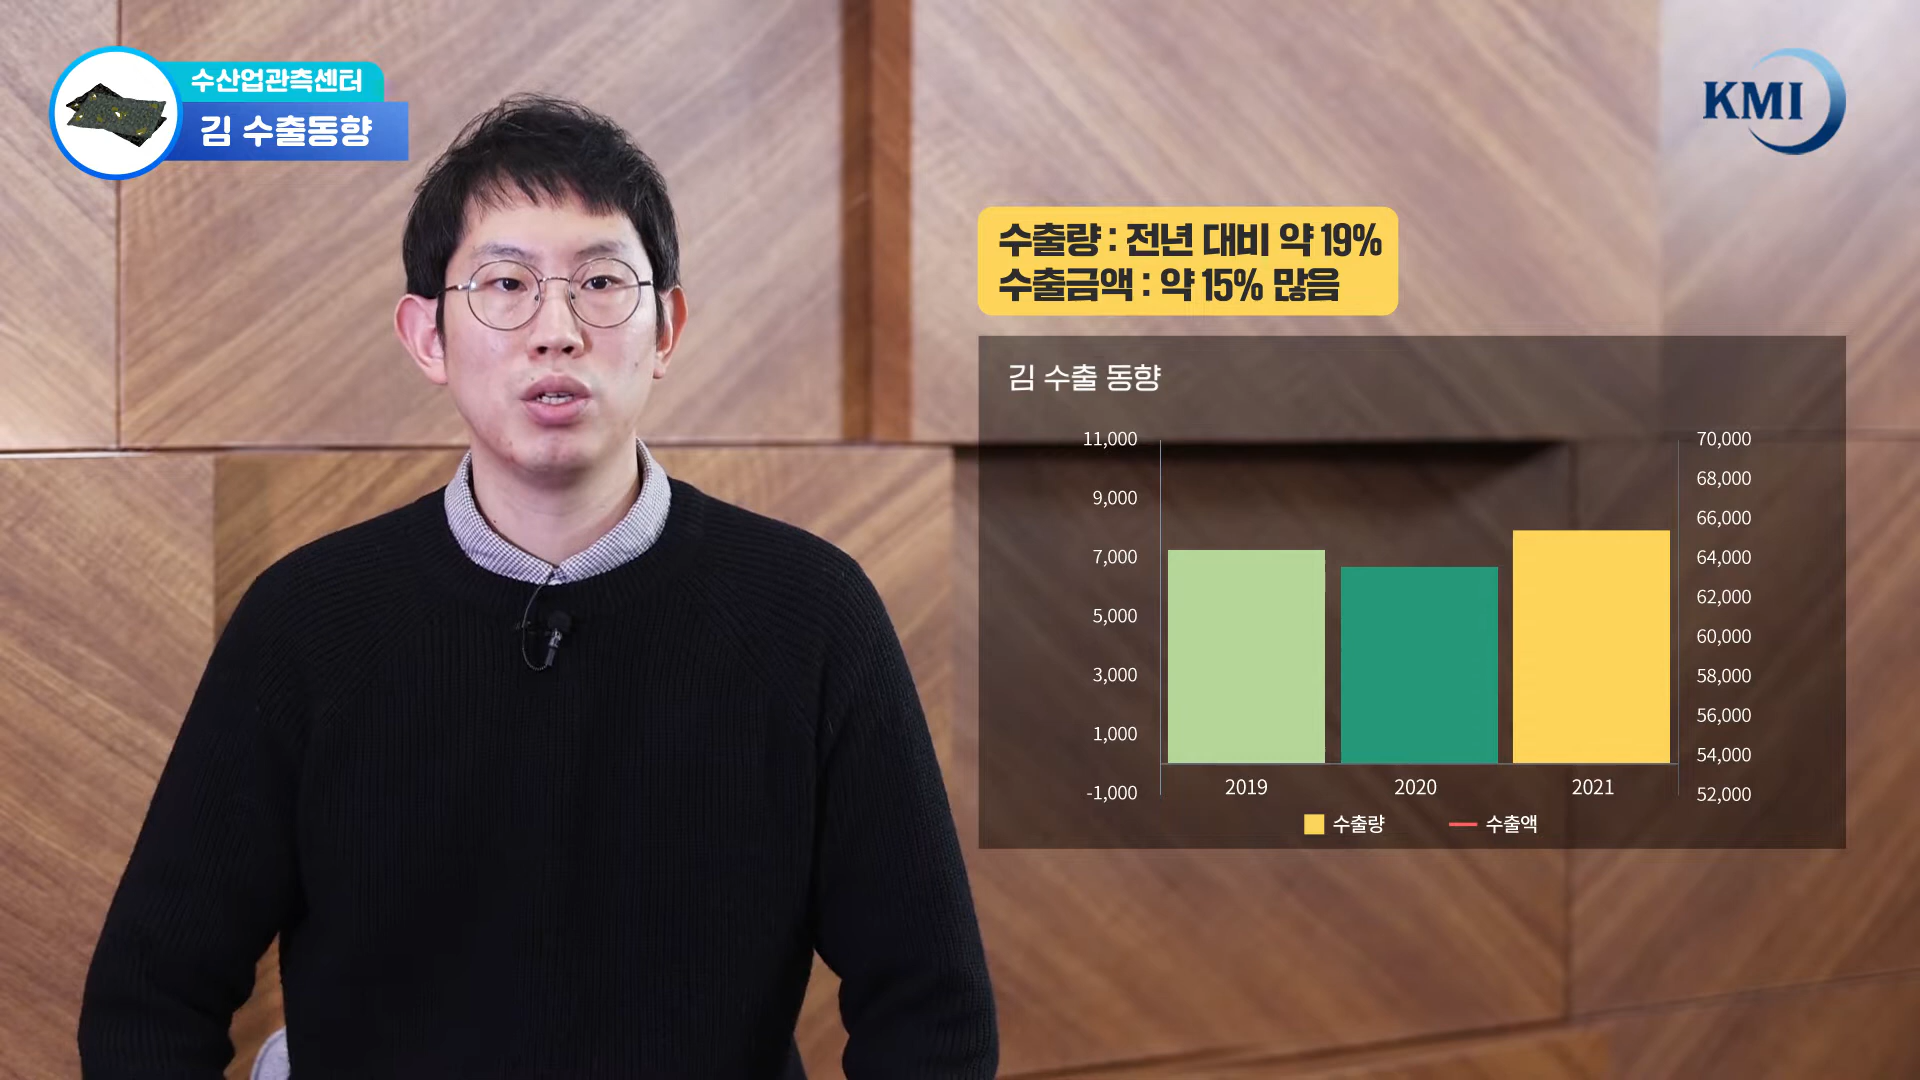 수산업관측센터
김 수출동향
KMI
수출량 : 전년 대비 약 19%
수출금액 : 약 15% 많음
김 수출 동향
11,000
9,000
7,000
5,000
3,000
1,000
-1,000
70,000
68,000
66,000
64,000
62,000
60,000
58,000
56,000
54,000
52,000
2019
2020
2021
수출량
수출액